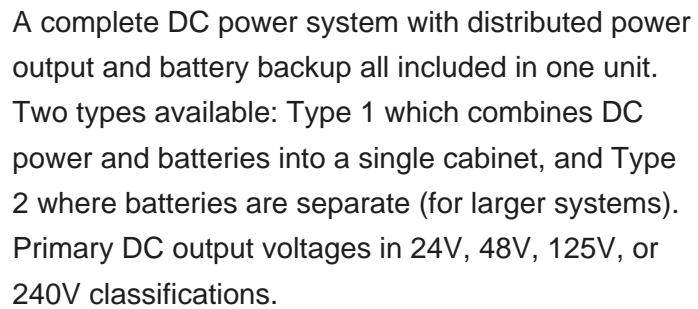 A complete DC power system with distributed power
output and battery backup all included in one unit.
Two types available: Type 1 which combines DC
power and batteries into a single cabinet, and Type
2 where batteries are separate (for larger systems).
Primary DC output voltages in 24V, 48V, 125V, or
240V classifications.